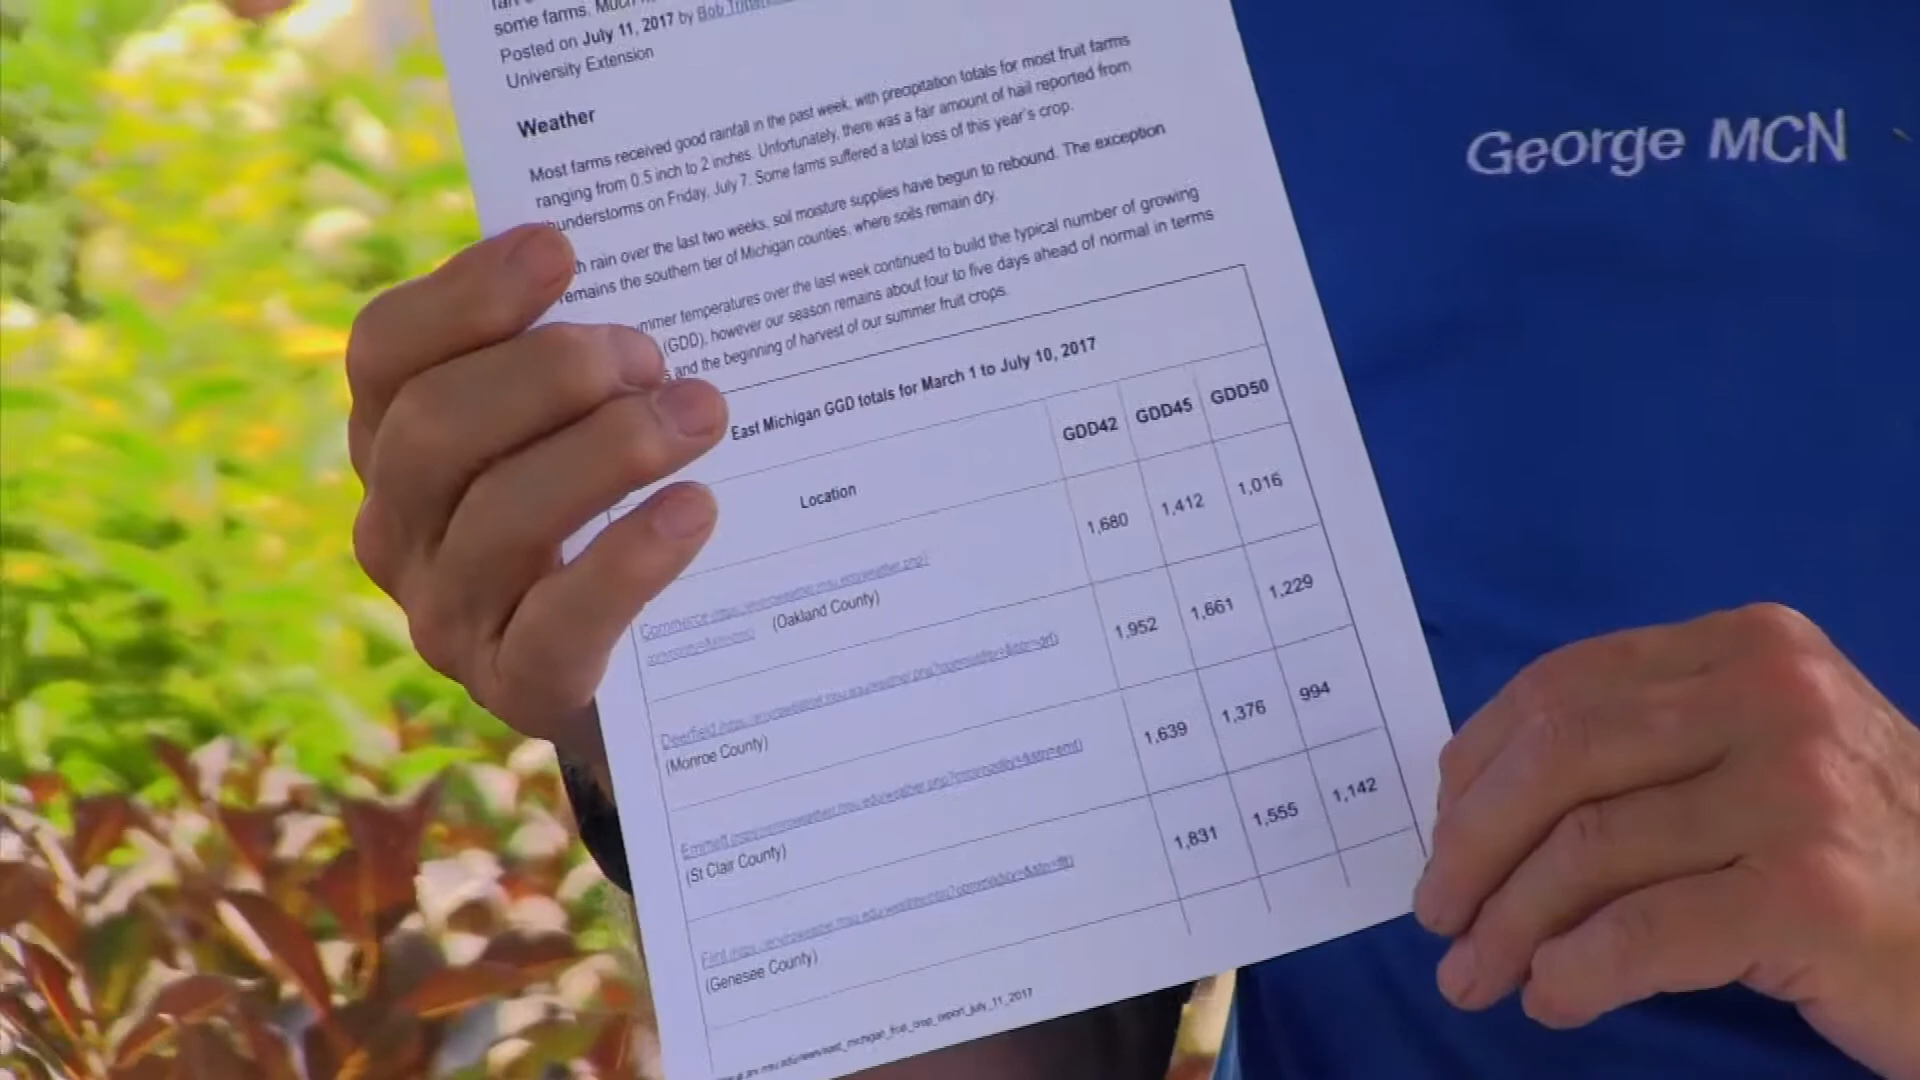 some farms.
Posted on July 11, 2017 by Bob
University Extension
Weather
Most farms received good rainfall in the past week, with precipitation totals for most fruit farms
ranging from 0.5 inch to 2 inches. Unfortunately, there was a fair amount of hail reported from
hunderstorms on Friday, July 7. Some farms suffered a total loss of this year's crop.
th rain over the last two weeks, soil moisture supplies have begun to rebound. The exception
remains the southern tier of Michigan counties, where soils remain dry.
mmer temperatures over the last week continued to build the typical number of growing
(GDD), however our season remains about four to five days ahead of normal in terms
s and the beginning of harvest of our summer fruit crops.
East Michigan GGD totals for March 1 to July 10, 2017
Location GDD42 GDD45 GDD50
Commerce
(Oakland County) 1,680 1,412 1,016
Deerfield
(Monroe County) 1,952 1,661 1,229
Emmett
(St Clair County) 1,639 1,376 994
Flint
(Genesee County) 1,831 1,555 1,142
George MCN